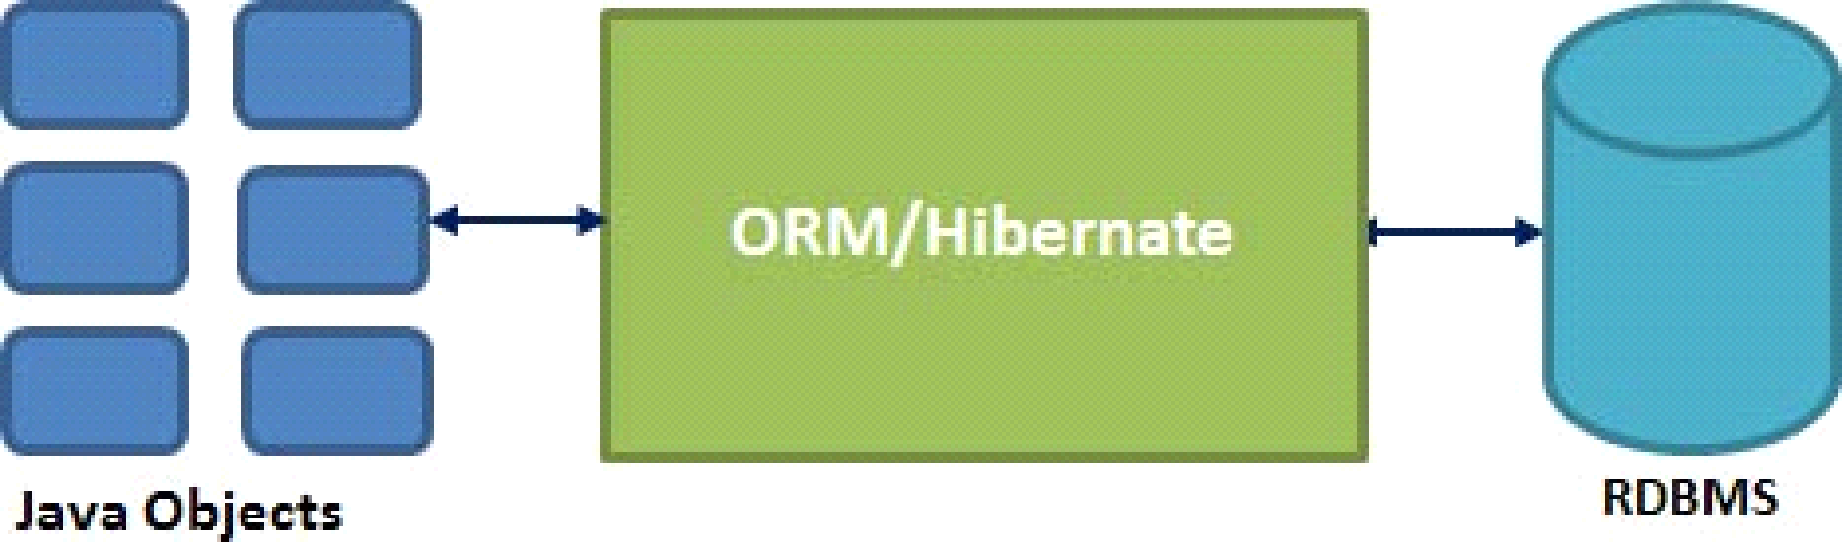 ORM/Hibernate
Java Objects
RDBMS